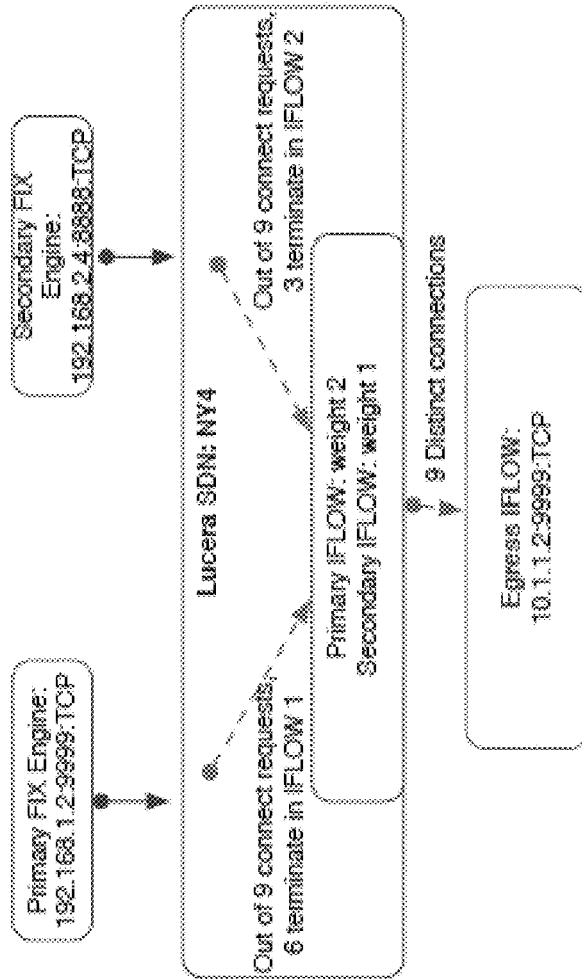 Primary FIX Engine:
192.168.1.2:9999:TCP
Secondary FIX
Engine:
192.168.2.4:8888:TCP
Lucera SDN: NY4
Out of 9 connect requests,
6 terminate in IFLOW 1
Out of 9 connect requests,
3 terminate in IFLOW 2
Primary IFLOW: weight 2
Secondary IFLOW: weight 1
9 Distinct connections
Egress IFLOW:
10.1.1.2:9999:TCP